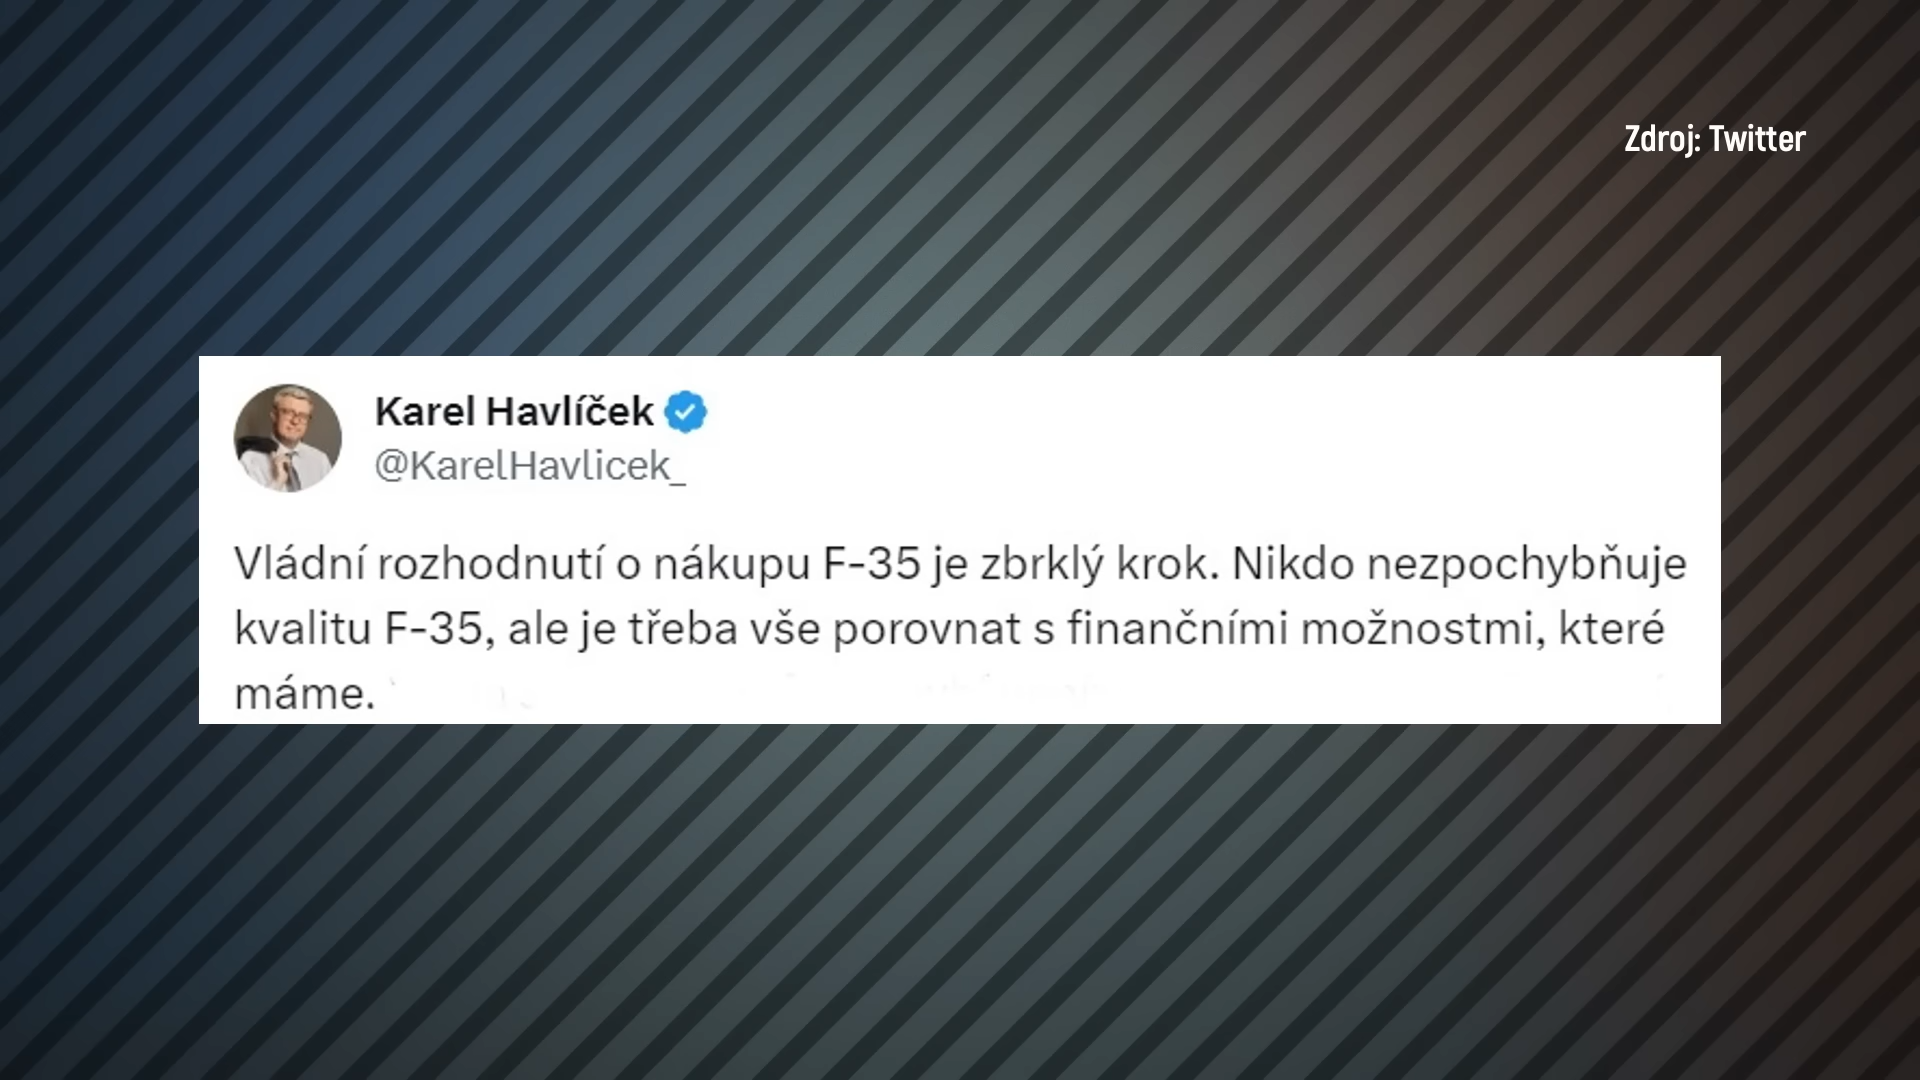 Zdroj: Twitter
Karel Havlíček
@KarelHavlicek_
Vládní rozhodnutí o nákupu F-35 je zbrklý krok. Nikdo nezpochybňuje
kvalitu F-35, ale je třeba vše porovnat s finančními možnostmi, které
máme.